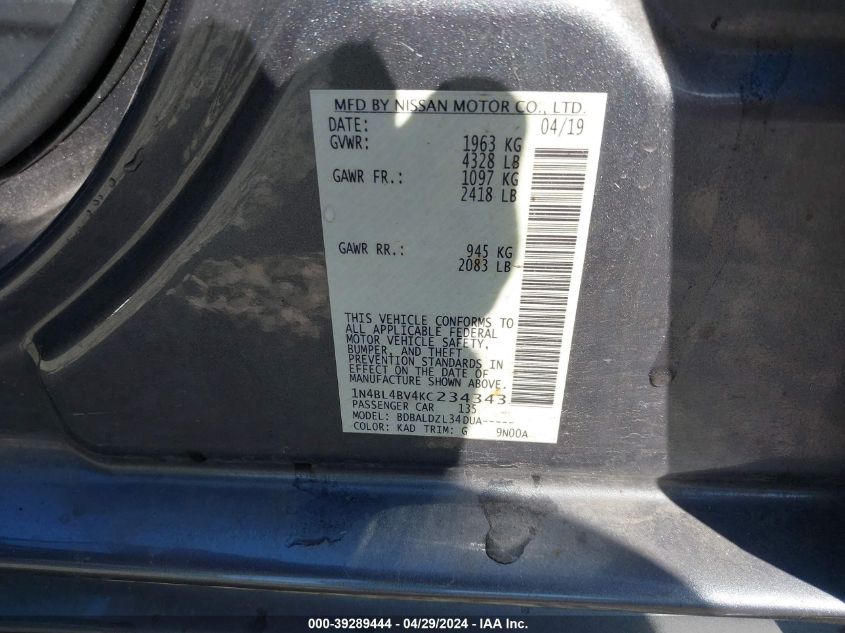 MFD BY NISSAN MOTOR CO., LTD.
DATE: 04/19
GVWR: 1963 KG
4328 LB
GAWR FR.: 1097 KG
2418 LB
GAWR RR.: 945 KG
2083 LB
THIS VEHICLE CONFORMS TO
ALL APPLICABLE FEDERAL
MOTOR VEHICLE SAFETY,
BUMPER, AND THEFT
PREVENTION STANDARDS IN
EFFECT ON THE DATE OF
MANUFACTURE SHOWN ABOVE.
1N4BL4BV4KC234343
PASSENGER CAR 135
MODEL: BDBALDZL34DUA-----
COLOR: KAD TRIM: G 9N00A
000-39289444 - 04/29/2024 - IAAI Inc.